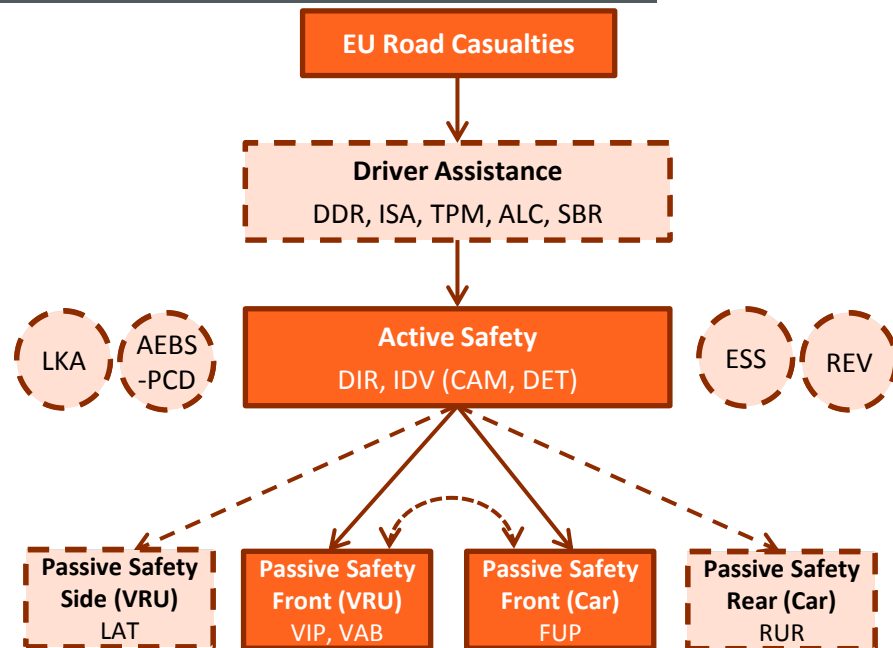 EU Road Casualties
Driver Assistance
DDR, ISA, TPM, ALC, SBR
LKA
AEBS
-PCD
Active Safety
DIR, IDV (CAM, DET)
ESS
REV
Passive Safety
Side (VRU)
LAT
Passive Safety
Front (VRU)
VIP, VAB
Passive Safety
Front (Car)
FUP
Passive Safety
Rear (Car)
RUR